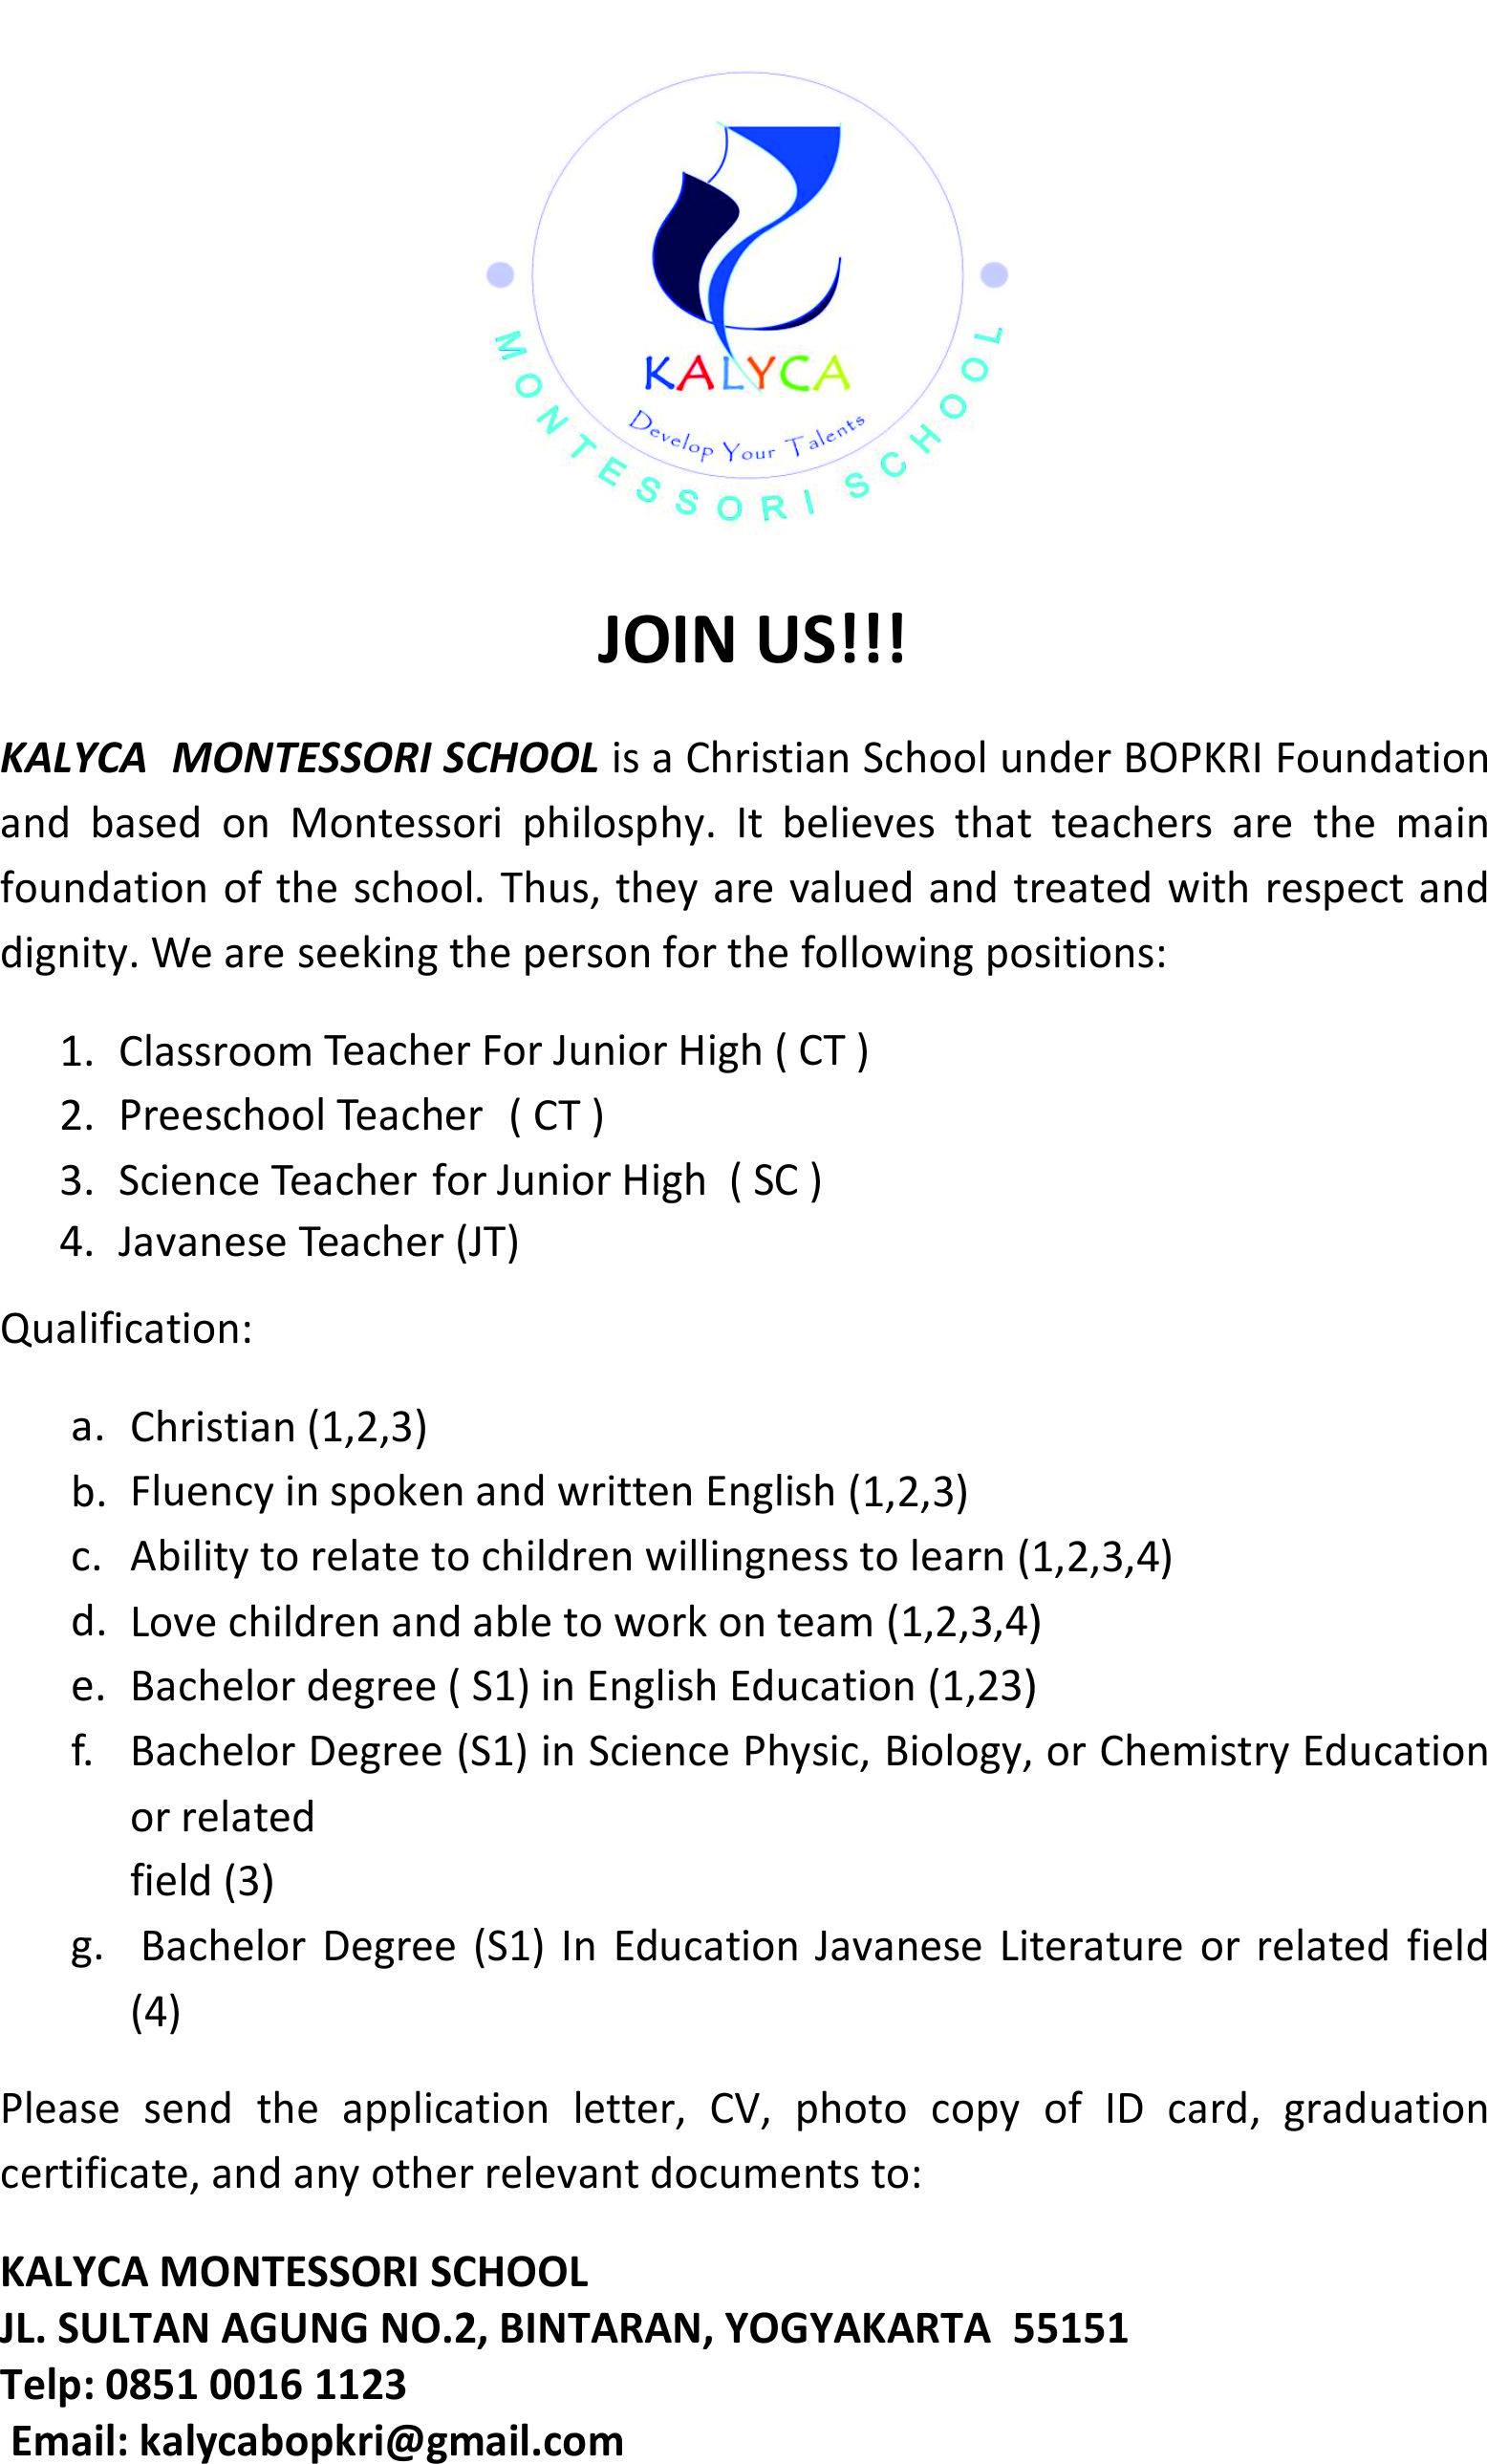 KALYCA
Develop Your Talents
MONTESSORI SCHOOL
JOIN US!!!
KALYCA MONTESSORI SCHOOL is a Christian School under BOPKRI Foundation
and based on Montessori philosphy. It believes that teachers are the main
foundation of the school. Thus, they are valued and treated with respect and
dignity. We are seeking the person for the following positions:
1. Classroom Teacher For Junior High ( CT )
2. Preeschool Teacher ( CT )
3. Science Teacher for Junior High ( SC )
4. Javanese Teacher (JT)
Qualification:
a. Christian (1,2,3)
b. Fluency in spoken and written English (1,2,3)
c. Ability to relate to children willingness to learn (1,2,3,4)
d. Love children and able to work on team (1,2,3,4)
e. Bachelor degree ( S1) in English Education (1,23)
f. Bachelor Degree (S1) in Science Physic, Biology, or Chemistry Education
or related
field (3)
g. Bachelor Degree (S1) In Education Javanese Literature or related field
(4)
Please send the application letter, CV, photo copy of ID card, graduation
certificate, and any other relevant documents to:
KALYCA MONTESSORI SCHOOL
JL. SULTAN AGUNG NO.2, BINTARAN, YOGYAKARTA 55151
Telp: 0851 0016 1123
Email: kalycabopkri@gmail.com